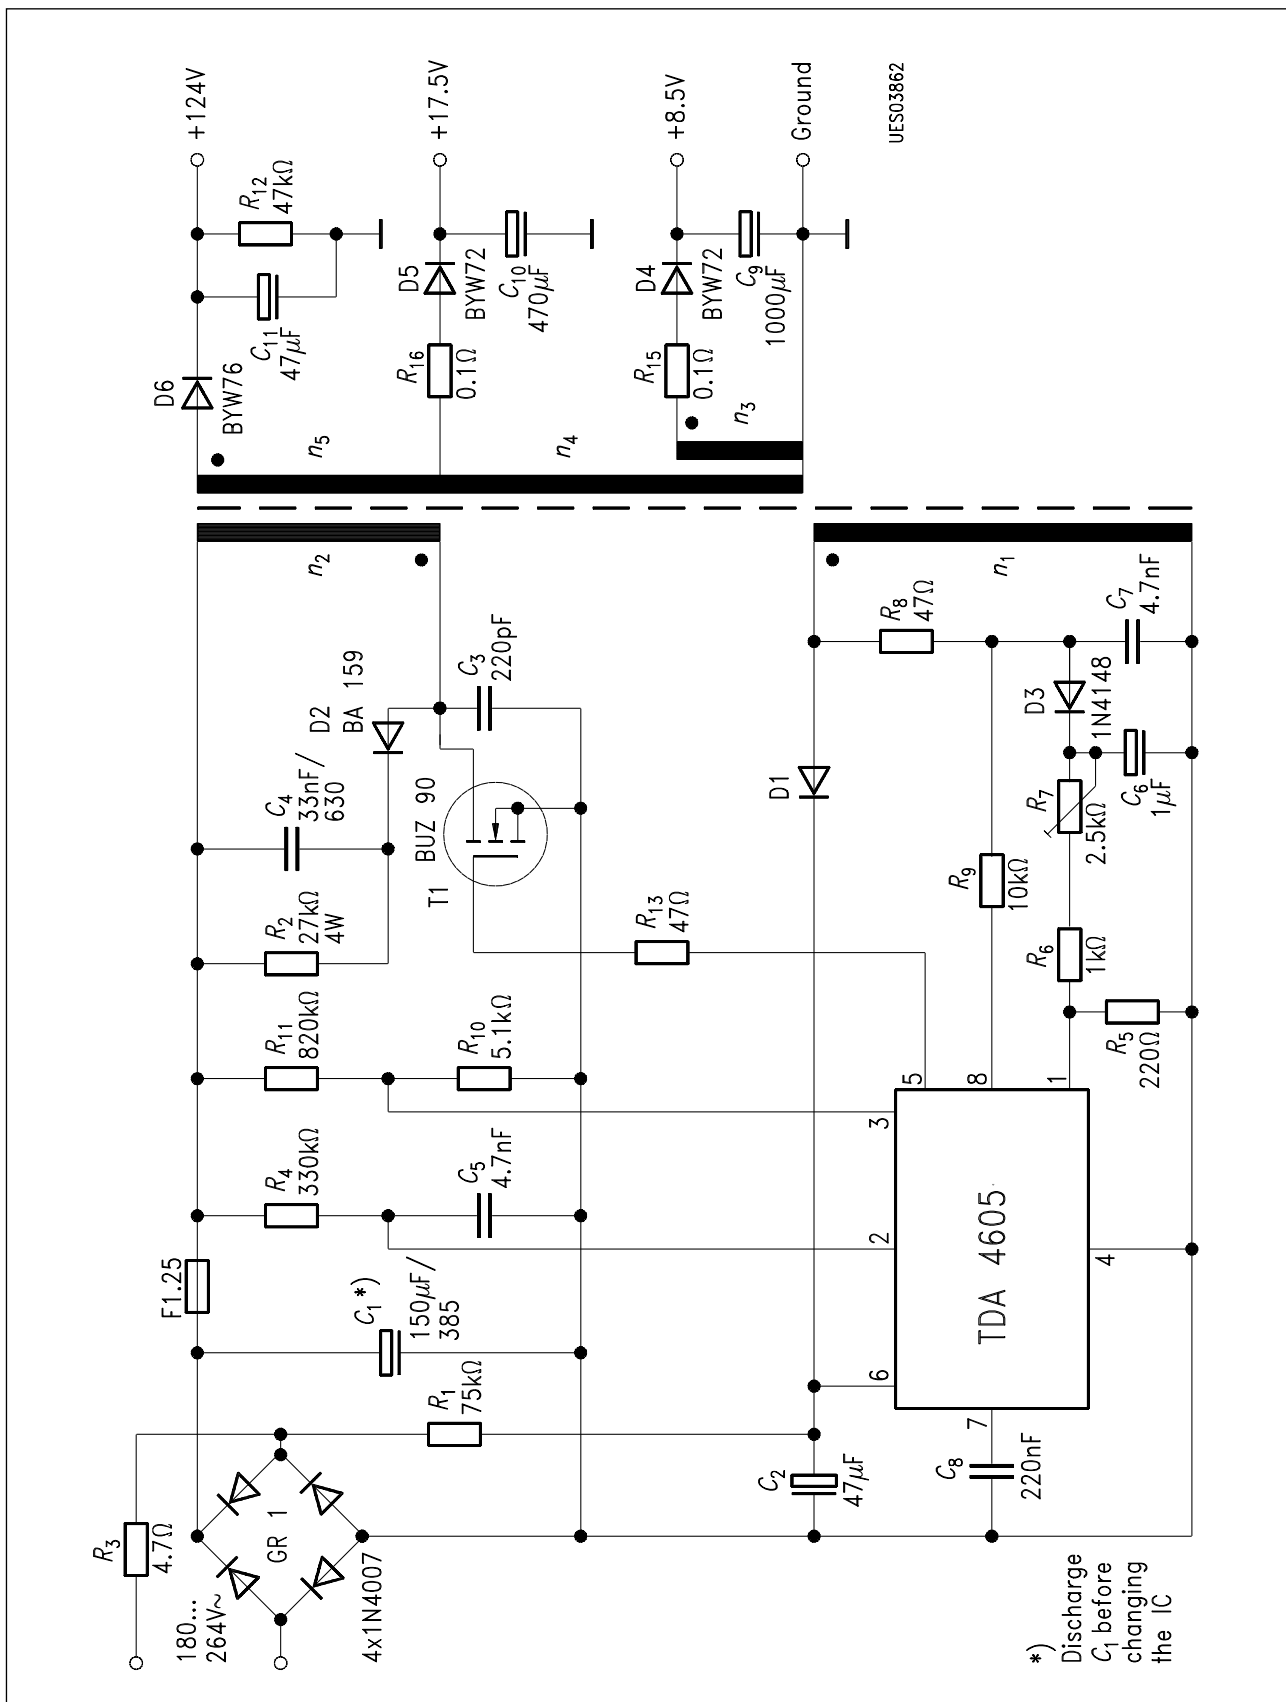 R3
4.7Ω
180...
264V~
GR 1
4x1N4007
F1.25
C1 *)
150μF/
385
R1
75kΩ
R4
330kΩ
C5
4.7nF
R11
820kΩ
R10
5.1kΩ
R2
27kΩ
4W
C4
33nF/
630
D2
BA 159
T1
BUZ 90
C3
220pF
R13
47Ω
n2
D6
BYW76
C11
47μF
R12
47kΩ
+124V
n5
n4
R16
0.1Ω
D5
BYW72
C10
470μF
+17.5V
n3
R15
0.1Ω
D4
BYW72
C9
1000μF
+8.5V
Ground
UES03862
C2
47μF
D1
C8
220nF
TDA 4605
7
6
2
3
4
5
8
1
R9
10kΩ
R8
47Ω
n1
R5
220Ω
R6
1kΩ
R7
2.5kΩ
D3
1N4148
C6
1μF
C7
4.7nF
*)
Discharge
C1 before
changing
the IC